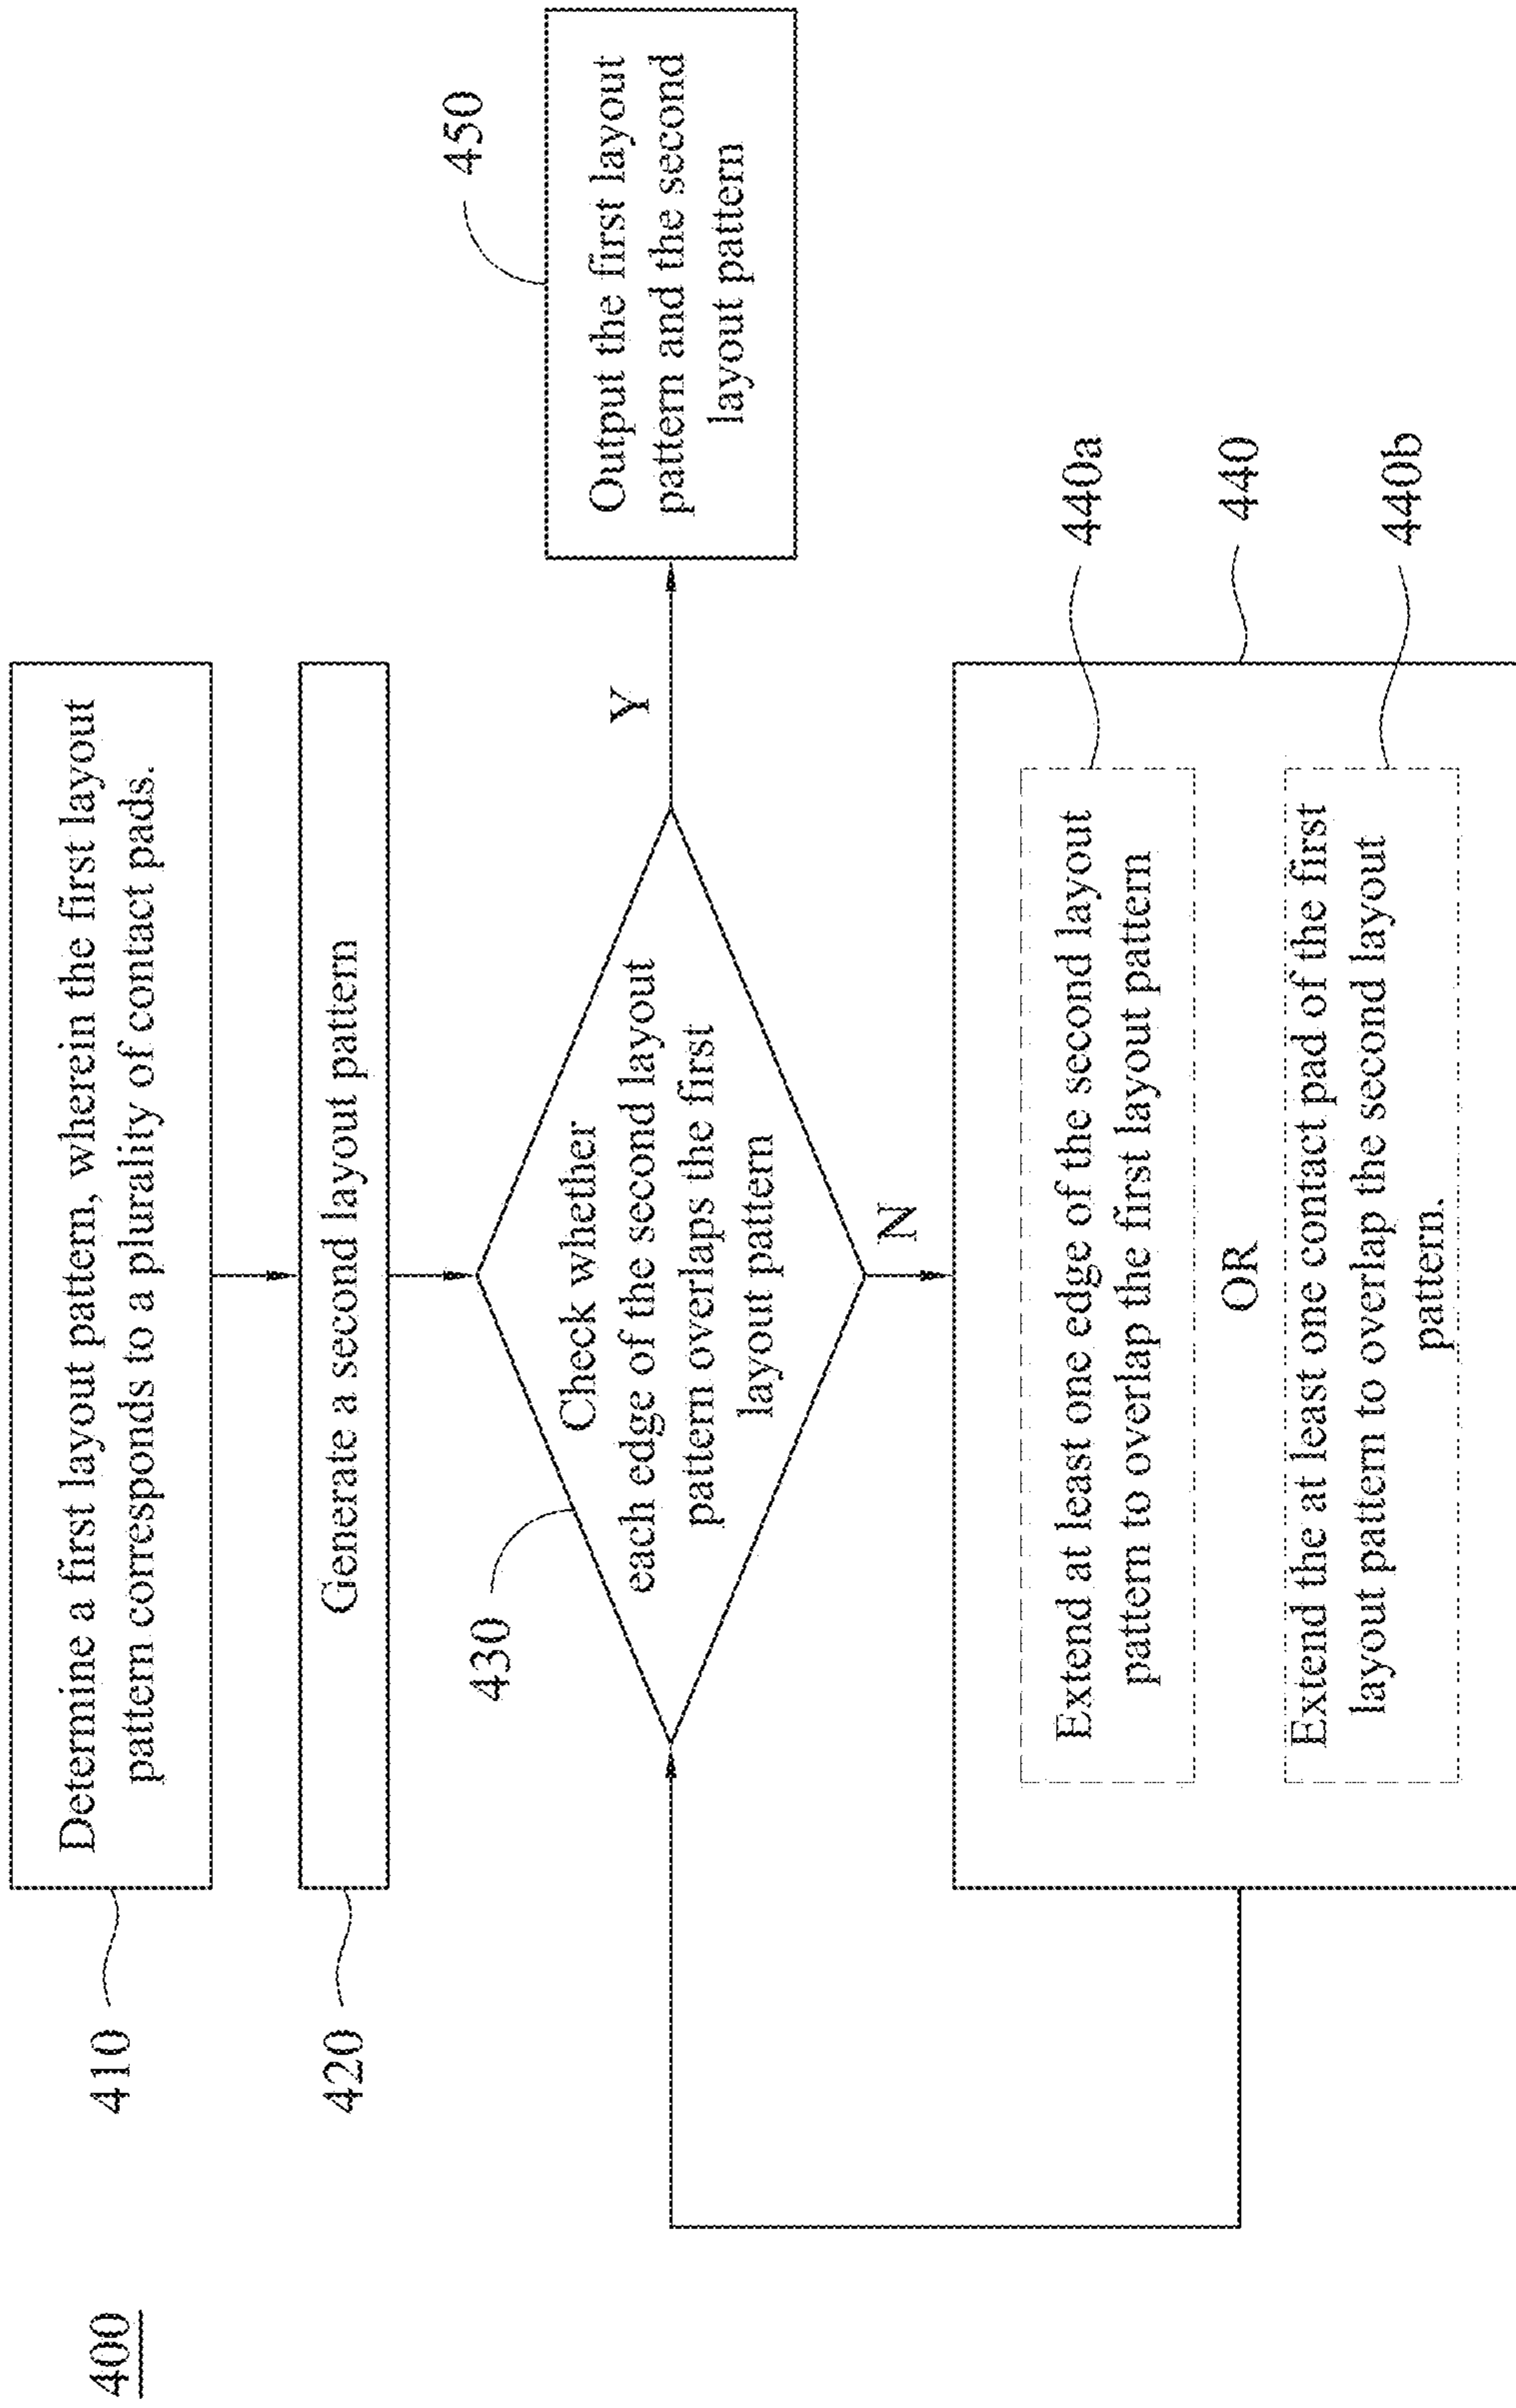 400
410
Determine a first layout pattern, wherein the first layout
pattern corresponds to a plurality of contact pads.
420
Generate a second layout pattern
430
Check whether
each edge of the second layout
pattern overlaps the first
layout pattern
Y
450
Output the first layout
pattern and the second
layout pattern
N
Extend at least one edge of the second layout
pattern to overlap the first layout pattern
440a
OR
440
Extend the at least one contact pad of the first
layout pattern to overlap the second layout
pattern.
440b